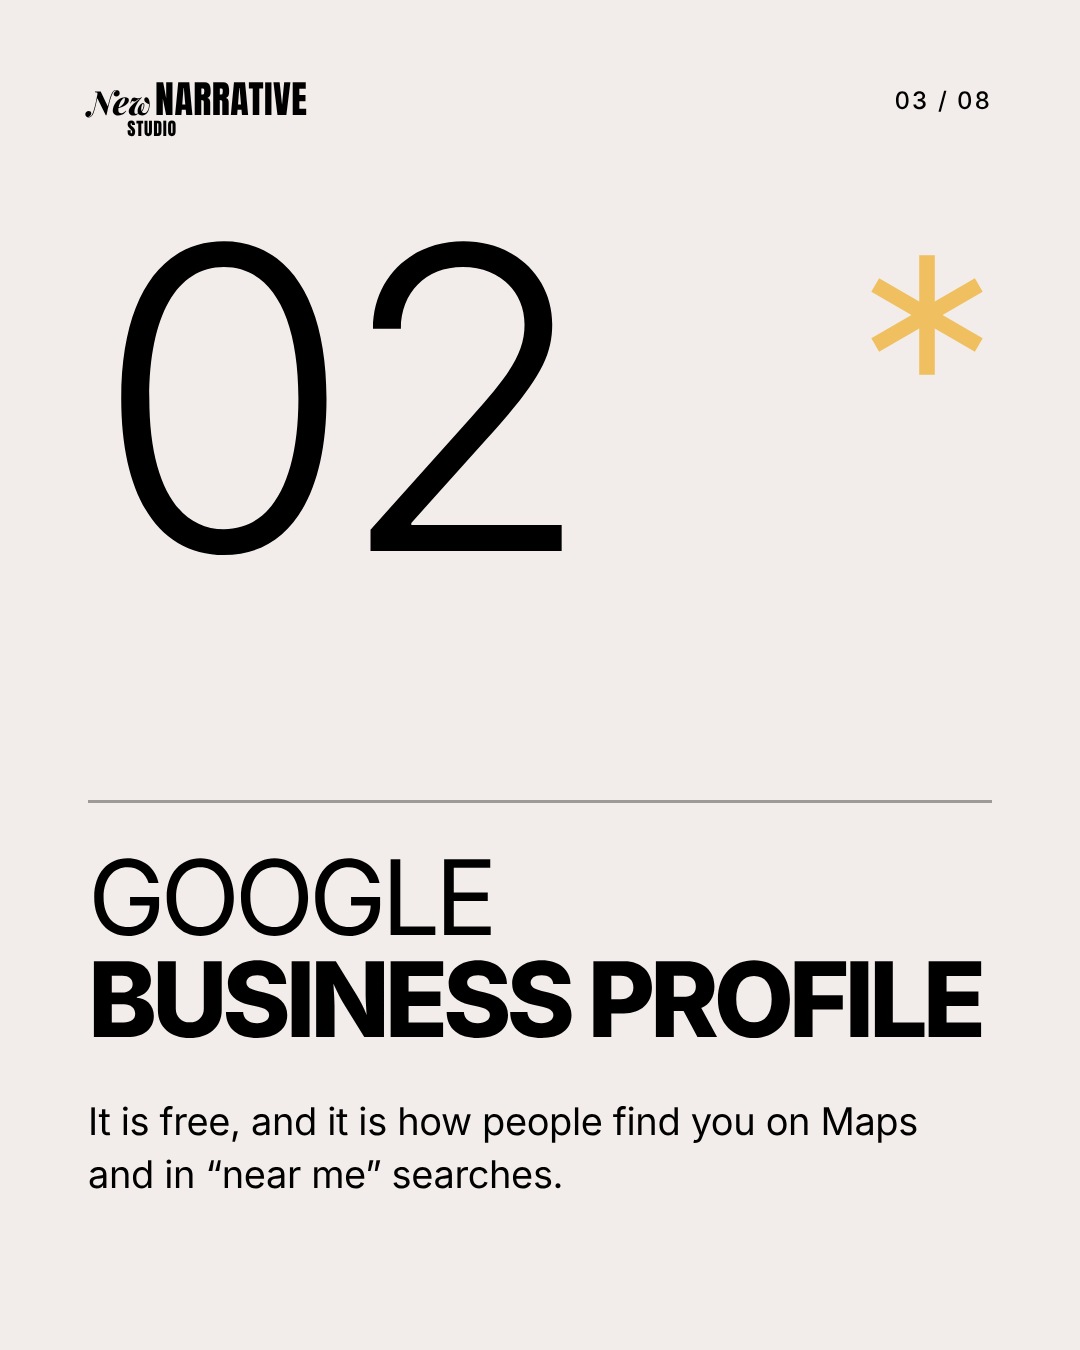 New NARRATIVE
STUDIO
03 / 08
02
*
GOOGLE
BUSINESS PROFILE
It is free, and it is how people find you on Maps
and in “near me” searches.